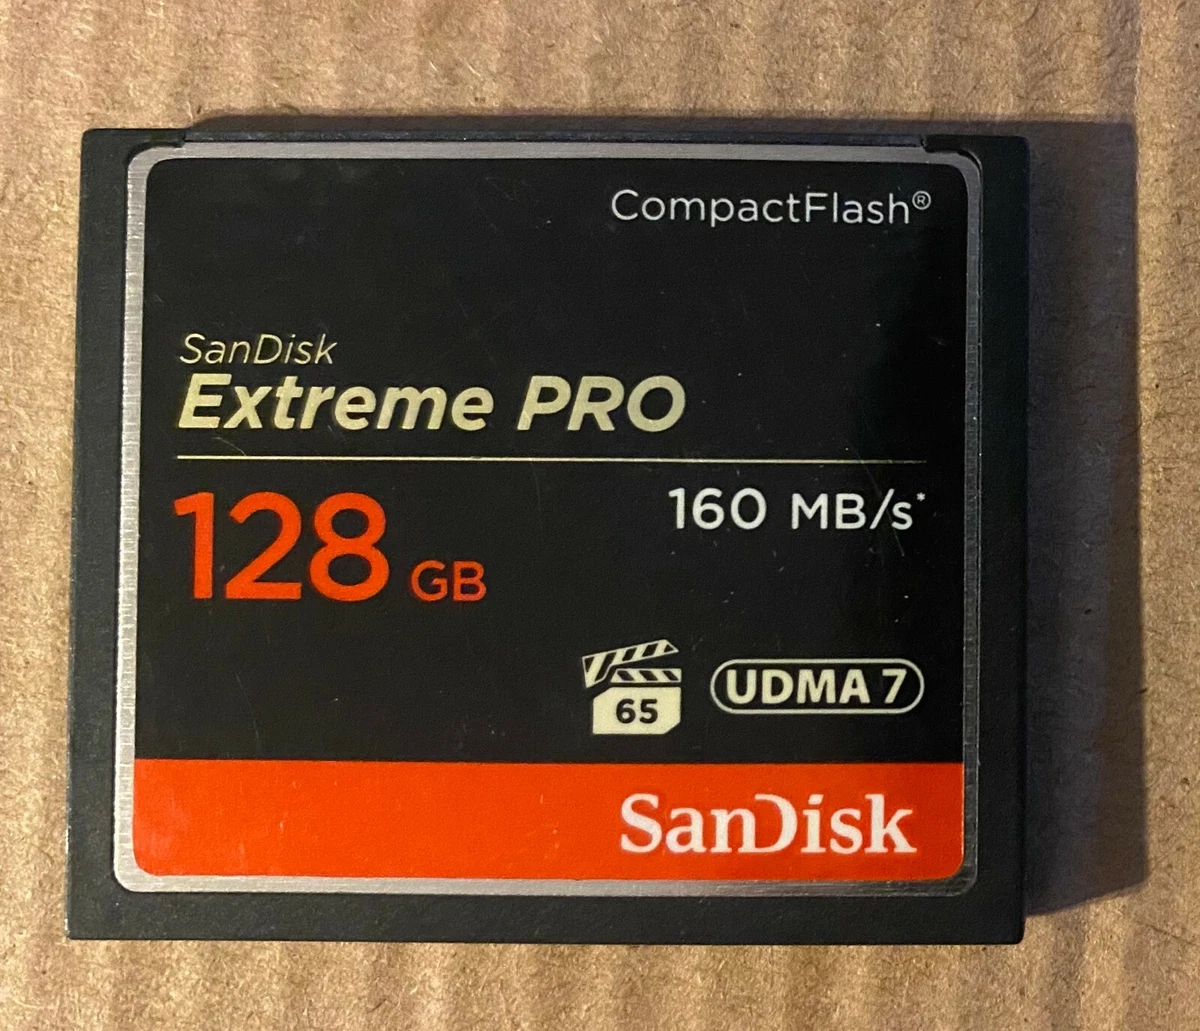 CompactFlash®
SanDisk
Extreme PRO
128 GB
160 MB/s*
65
UDMA 7
SanDisk